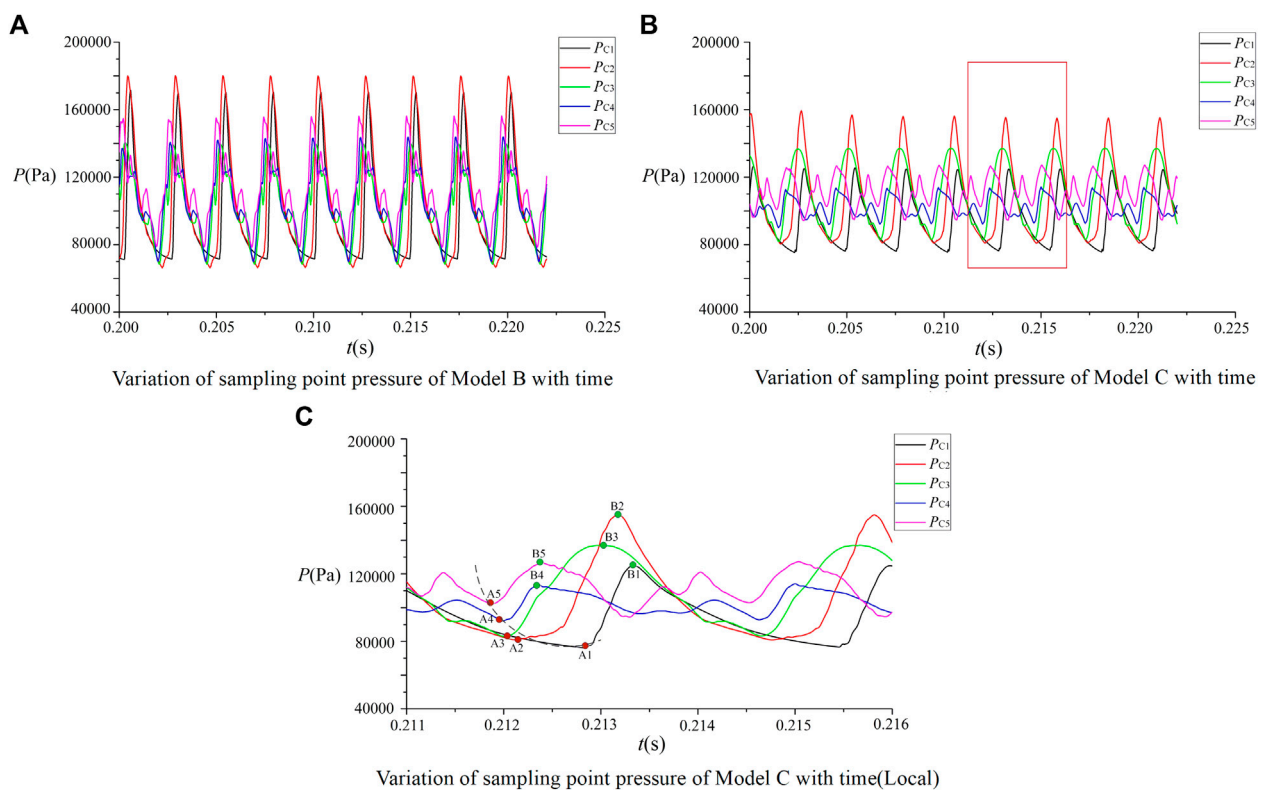 A
200000
160000
P(Pa)
120000
80000
40000
0.200
0.205
0.210
0.215
0.220
0.225
t(s)
PC1
PC2
PC3
PC4
PC5
Variation of sampling point pressure of Model B with time
B
200000
160000
P(Pa)
120000
80000
40000
0.200
0.205
0.210
0.215
0.220
0.225
t(s)
PC1
PC2
PC3
PC4
PC5
Variation of sampling point pressure of Model C with time
C
200000
160000
P(Pa)
120000
80000
40000
0.211
0.212
0.213
0.214
0.215
0.216
t(s)
PC1
PC2
PC3
PC4
PC5
B2
B3
B5
B4
B1
A5
A4
A3
A2
A1
Variation of sampling point pressure of Model C with time(Local)